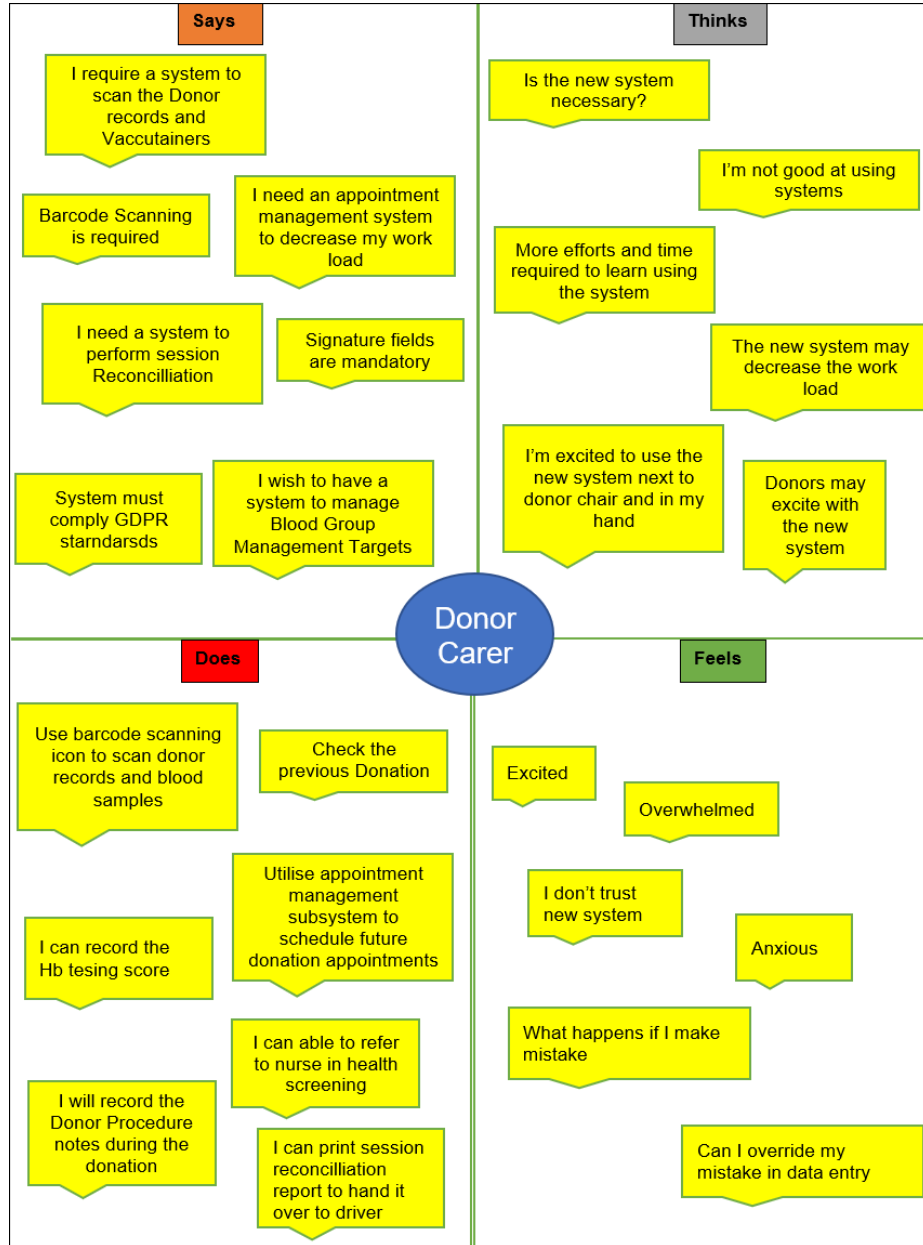 Says
I require a system to
scan the Donor
records and
Vaccutainers
Barcode Scanning
is required
I need an appointment
management system
to decrease my work
load
I need a system to
perform session
Reconcilliation
Signature fields
are mandatory
System must
comply GDPR
starndarsds
I wish to have a
system to manage
Blood Group
Management Targets
Thinks
Is the new system
necessary?
I'm not good at using
systems
More efforts and time
required to learn using
the system
The new system may
decrease the work
load
I'm excited to use the
new system next to
donor chair and in my
hand
Donors may
excite with
the new
system
Donor
Carer
Does
Use barcode scanning
icon to scan donor
records and blood
samples
Check the
previous Donation
Utilise appointment
management
subsystem to
schedule future
donation appointments
I can record the
Hb tesing score
I can able to refer
to nurse in health
screening
I will record the
Donor Procedure
notes during the
donation
I can print session
reconcilliation
report to hand it
over to driver
Feels
Excited
Overwhelmed
I don't trust
new system
Anxious
What happens if I make
mistake
Can I override my
mistake in data entry